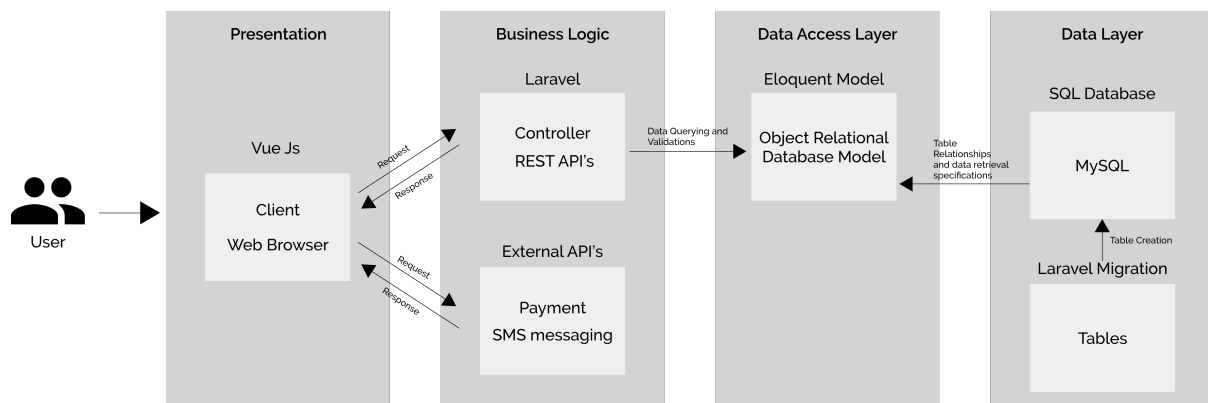 Presentation
Business Logic
Data Access Layer
Data Layer
User
Vue Js
Client
Web Browser
Request
Response
Request
Response
Laravel
Controller
REST API's
External API's
Payment
SMS messaging
Data Querying and
Validations
Eloquent Model
Object Relational
Database Model
Table
Relationships
and data retrieval
specifications
SQL Database
MySQL
Table Creation
Laravel Migration
Tables